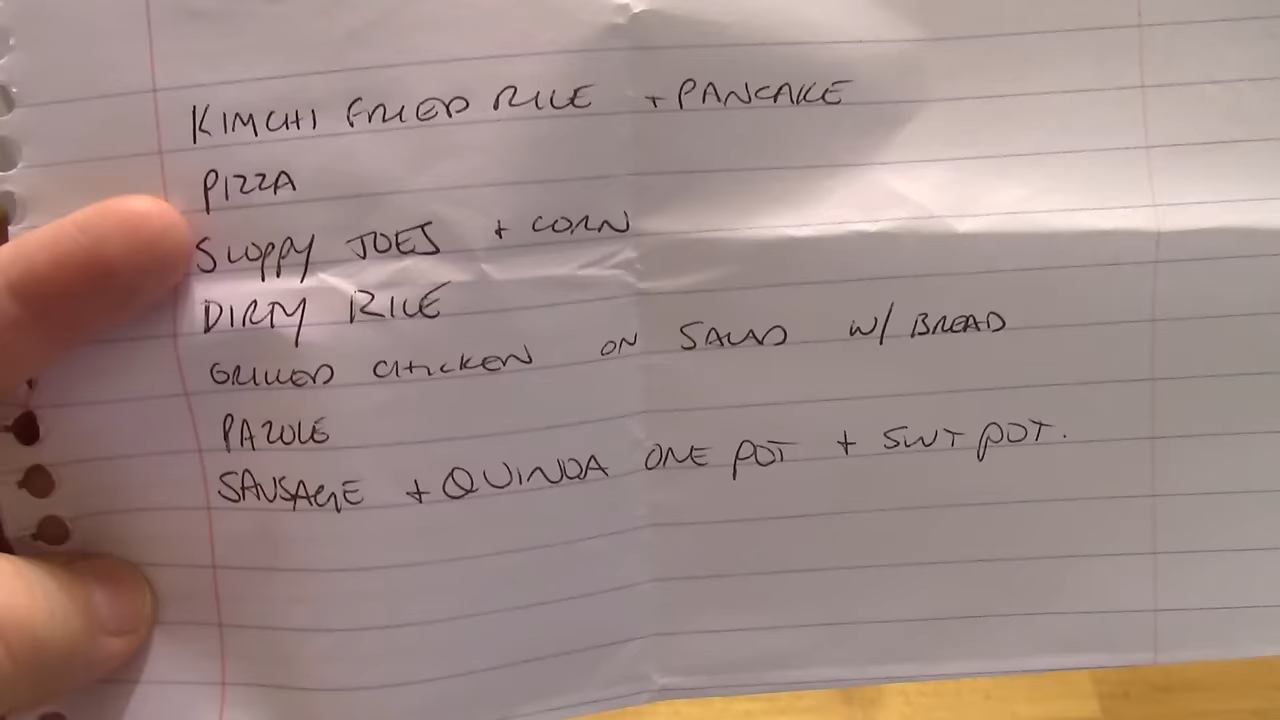 KIMCHI FRIED RICE + PANCAKE
PIZZA
SLOPPY JOES + CORN
DIRTY RICE
GRILLED CHICKEN ON SALAD W/ BREAD
PAZOLE
SAUSAGE + QUINOA ONE POT + SWT POT.